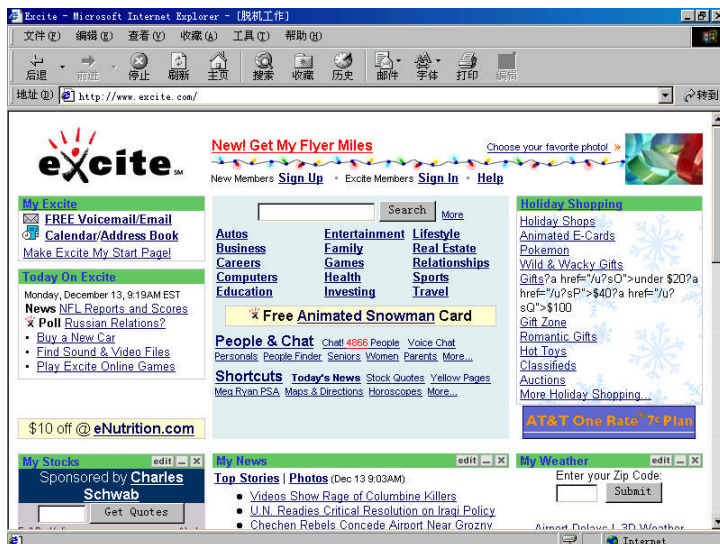 Excite - Microsoft Internet Explorer - [脱机工作]
文件(F) 编辑(E) 查看(V) 收藏(A) 工具(T) 帮助(H)
后退 前进 停止 刷新 主页 搜索 收藏 历史 邮件 字体 打印 编辑
地址(D) http://www.excite.com/ 转到
excite SM
New! Get My Flyer Miles
Choose your favorite photo! »
New Members Sign Up • Excite Members Sign In • Help
My Excite
FREE Voicemail/Email
Calendar/Address Book
Make Excite My Start Page!
Today On Excite
Monday, December 13, 9:19AM EST
News NFL Reports and Scores
Poll Russian Relations?
• Buy a New Car
• Find Sound & Video Files
• Play Excite Online Games
$10 off @ eNutrition.com
Search More
Autos Entertainment Lifestyle
Business Family Real Estate
Careers Games Relationships
Computers Health Sports
Education Investing Travel
Free Animated Snowman Card
People & Chat Chat! 4866 People Voice Chat
Personals People Finder Seniors Women Parents More...
Shortcuts Today's News Stock Quotes Yellow Pages
Meg Ryan PSA Maps & Directions Horoscopes More...
Holiday Shopping
Holiday Shops
Animated E-Cards
Pokemon
Wild & Wacky Gifts
Gifts?a href="/u?sO">under $20?a
href="/u?sP">$40?a href="/u?
sQ">$100
Gift Zone
Romantic Gifts
Hot Toys
Classifieds
Auctions
More Holiday Shopping...
AT&T One Rate® 7¢ Plan
My Stocks edit
Sponsored by Charles
Schwab
Get Quotes
My News edit
Top Stories | Photos (Dec 13 9:03AM)
• Videos Show Rage of Columbine Killers
• U.N. Readies Critical Resolution on Iraqi Policy
• Chechen Rebels Concede Airport Near Grozny
My Weather edit
Enter your Zip Code:
Submit
Airport Delays | 3D Weather
Internet